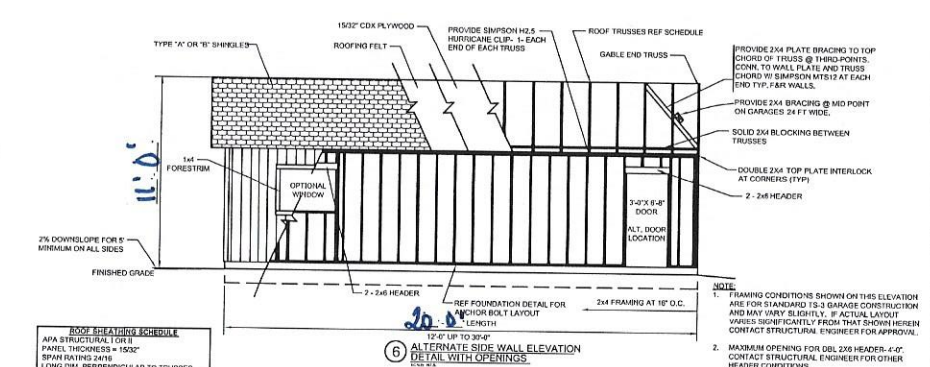 15/32" CDX PLYWOOD
PROVIDE SIMPSON H2.5
HURRICANE CLIP- 1- EACH
END OF EACH TRUSS
ROOF TRUSSES REF SCHEDULE
TYPE "A" OR "B" SHINGLES
ROOFING FELT
GABLE END TRUSS
PROVIDE 2X4 PLATE BRACING TO TOP
CHORD OF TRUSS @ THIRD-POINTS.
CONN. TO WALL PLATE AND TRUSS
CHORD W/ SIMPSON MTS12 AT EACH
END TYP. F&R WALLS.
PROVIDE 2X4 BRACING @ MID POINT
ON GARAGES 24 FT WIDE.
SOLID 2X4 BLOCKING BETWEEN
TRUSSES
DOUBLE 2X4 TOP PLATE INTERLOCK
AT CORNERS (TYP)
2 - 2x6 HEADER
1x4
FORESTRIM
OPTIONAL
WINDOW
3'-0"X 6'-8"
DOOR
ALT. DOOR
LOCATION
11'0"
2% DOWNSLOPE FOR 5'
MINIMUM ON ALL SIDES
FINISHED GRADE
2 - 2x6 HEADER
REF FOUNDATION DETAIL FOR
ANCHOR BOLT LAYOUT
2x4 FRAMING AT 16" O.C.
20'-0" LENGTH
12'-0" UP TO 30'-0"
6 ALTERNATE SIDE WALL ELEVATION
DETAIL WITH OPENINGS
NOTE:
1. FRAMING CONDITIONS SHOWN ON THIS ELEVATION
ARE FOR STANDARD TS-3 GARAGE CONSTRUCTION
AND MAY VARY SLIGHTLY. IF ACTUAL LAYOUT
VARIES SIGNIFICANTLY FROM THAT SHOWN HEREIN
CONTACT STRUCTURAL ENGINEER FOR APPROVAL.
2. MAXIMUM OPENING FOR DBL 2X6 HEADER- 4'-0".
CONTACT STRUCTURAL ENGINEER FOR OTHER
HEADER CONDITIONS
ROOF SHEATHING SCHEDULE
APA STRUCTURAL I OR II
PANEL THICKNESS = 15/32"
SPAN RATING 24/16
LONG DIM. PERPENDICULAR TO TRUSSES